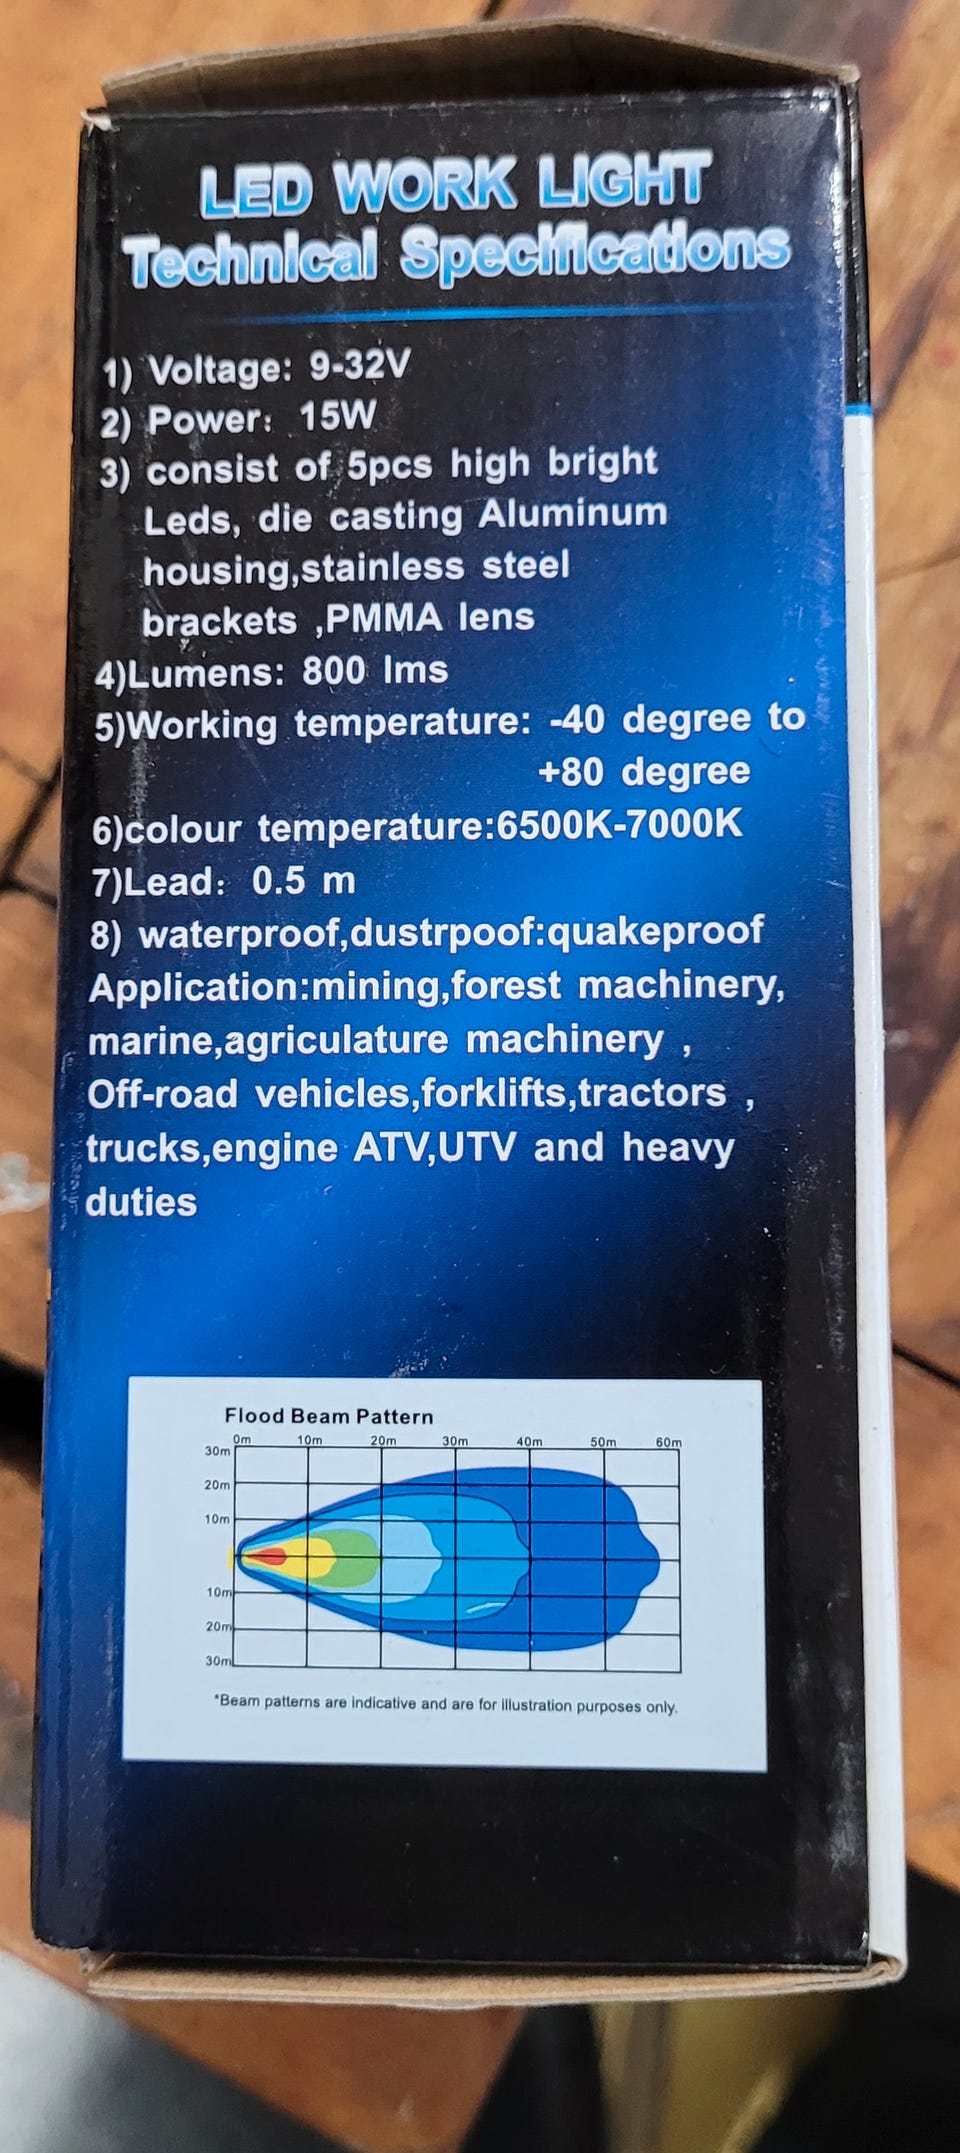 LED WORK LIGHT
Technical Specifications
1) Voltage: 9-32V
2) Power: 15W
3) consist of 5pcs high bright
Leds, die casting Aluminum
housing,stainless steel
brackets ,PMMA lens
4)Lumens: 800 lms
5)Working temperature: -40 degree to
+80 degree
6)colour temperature:6500K-7000K
7)Lead: 0.5 m
8) waterproof,dustrpoof:quakeproof
Application:mining,forest machinery,
marine,agriculature machinery ,
Off-road vehicles,forklifts,tractors ,
trucks,engine ATV,UTV and heavy
duties
Flood Beam Pattern
0m 10m 20m 30m 40m 50m 60m
30m
20m
10m
10m
20m
30m
*Beam patterns are indicative and are for illustration purposes only.